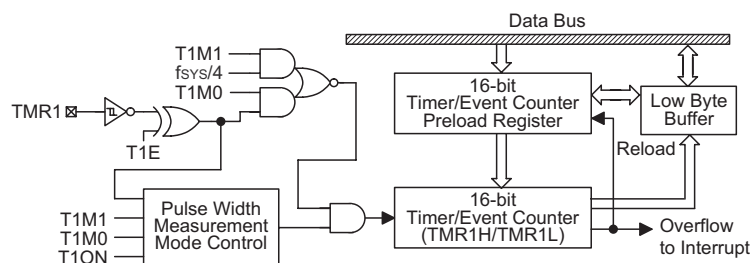 Data Bus
T1M1
fSYS/4
T1M0
TMR1
T1E
16-bit
Timer/Event Counter
Preload Register
Low Byte
Buffer
Reload
T1M1
T1M0
T1ON
Pulse Width
Measurement
Mode Control
16-bit
Timer/Event Counter
(TMR1H/TMR1L)
Overflow
to Interrupt